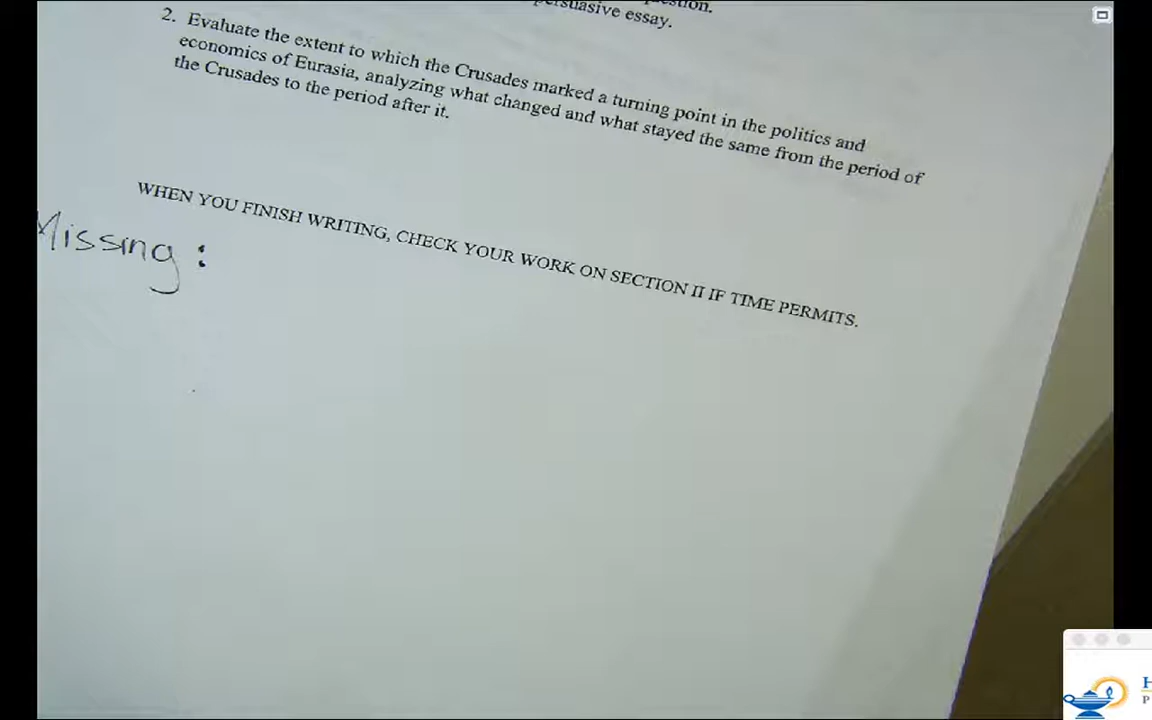 stion.
persuasive essay.
2. Evaluate the extent to which the Crusades marked a turning point in the politics and
economics of Eurasia, analyzing what changed and what stayed the same from the period of
the Crusades to the period after it.
WHEN YOU FINISH WRITING, CHECK YOUR WORK ON SECTION II IF TIME PERMITS.
Missing :
H
P